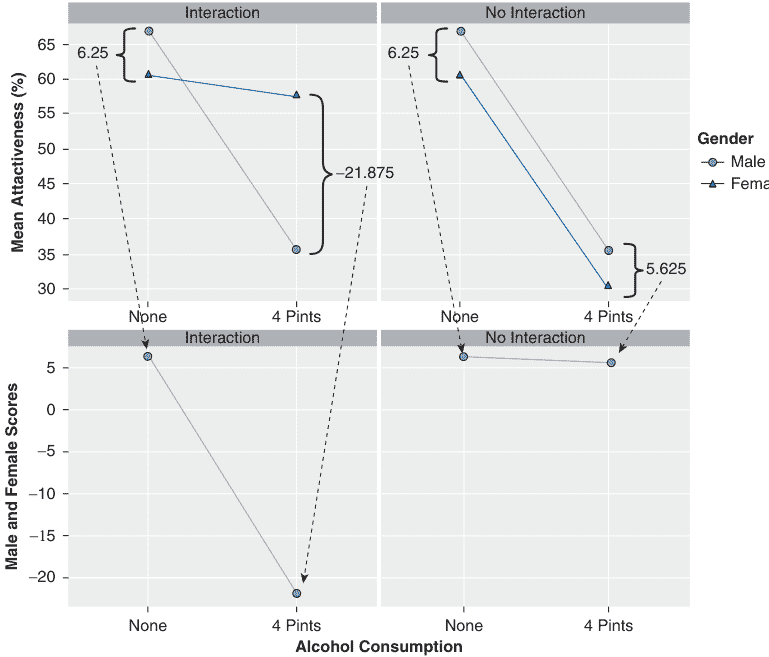 Interaction
No Interaction
65
60
55
50
45
40
35
30
Mean Attactiveness (%)
6.25
−21.875
6.25
5.625
Gender
Male
Fema
None
4 Pints
None
4 Pints
Interaction
No Interaction
5
0
−5
−10
−15
−20
Male and Female Scores
None
4 Pints
None
4 Pints
Alcohol Consumption